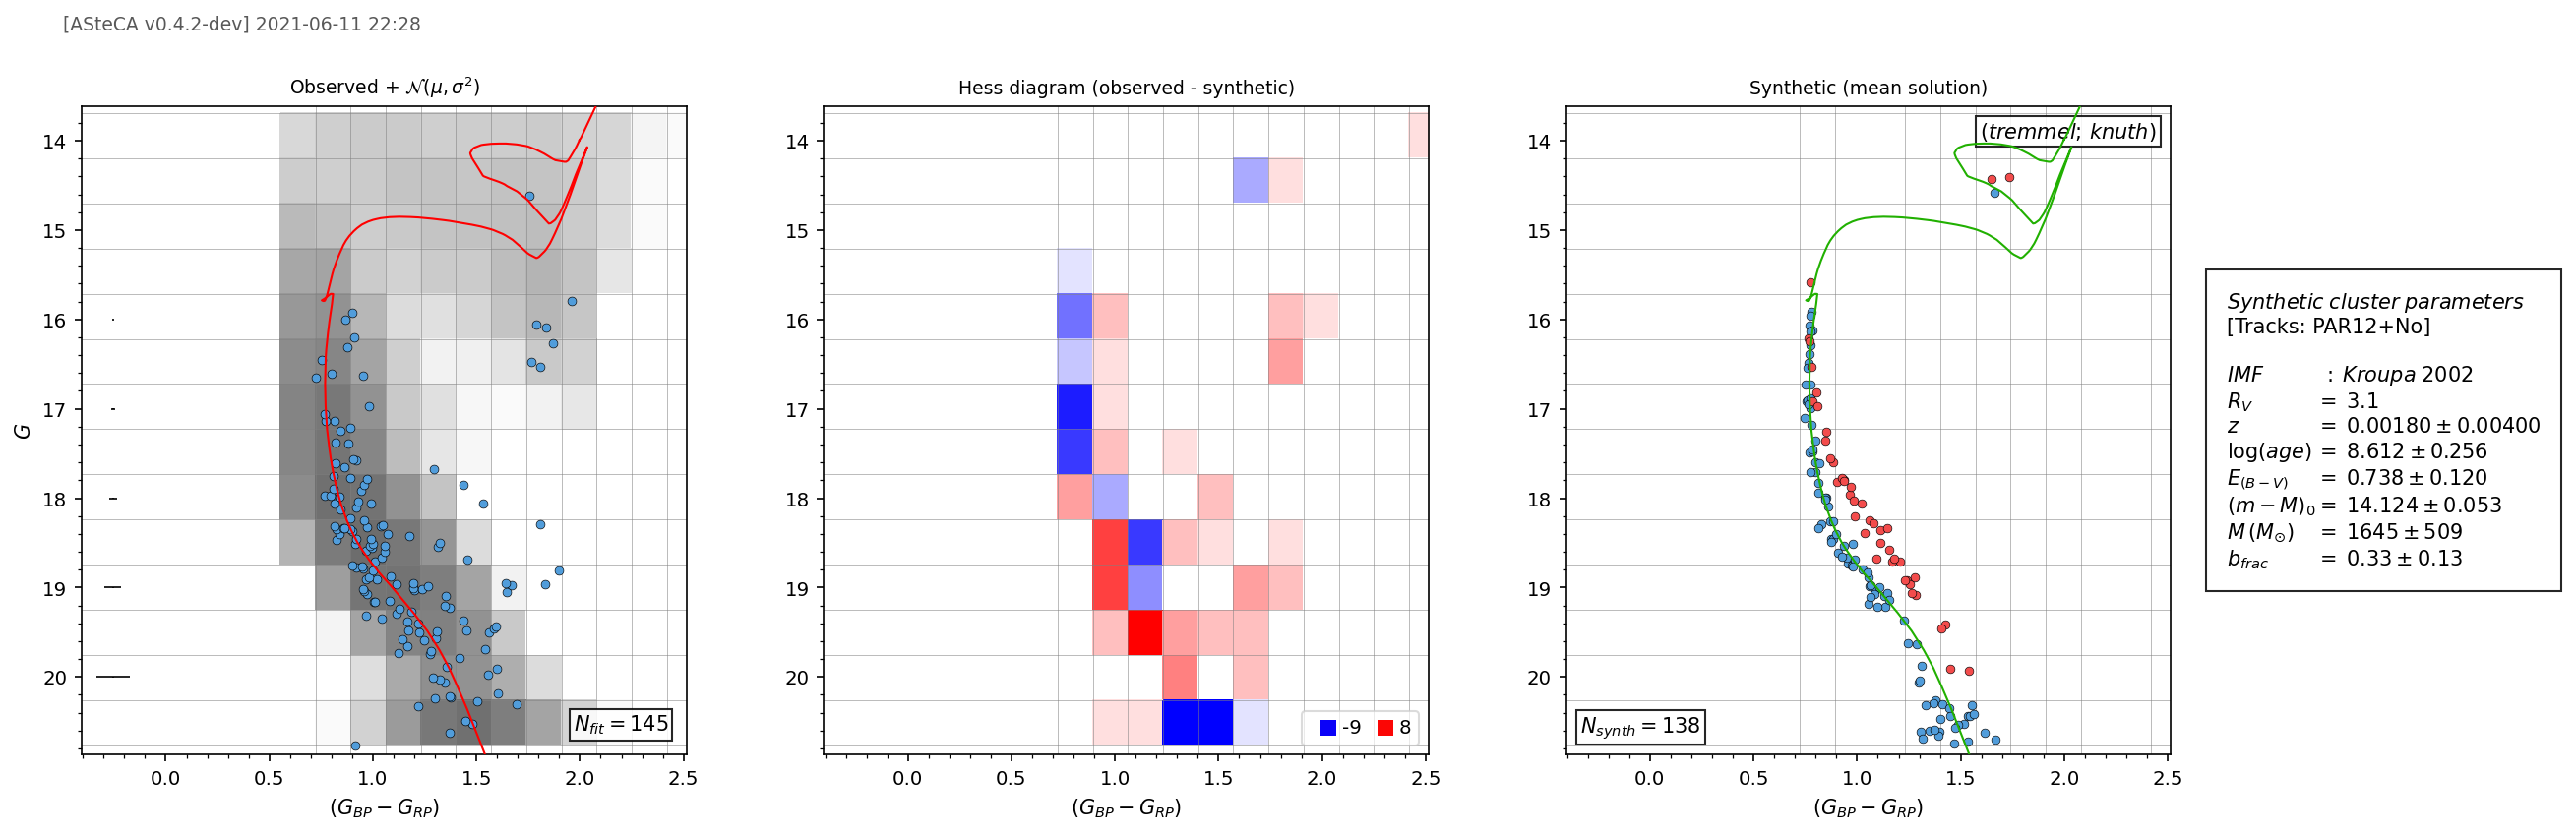 [ASteCA v0.4.2-dev] 2021-06-11 22:28
Observed + 𝒩(μ, σ²)
Hess diagram (observed - synthetic)
Synthetic (mean solution)
G
14
15
16
17
18
19
20
0.0 0.5 1.0 1.5 2.0 2.5
(G_BP − G_RP)
N_fit = 145
14
15
16
17
18
19
20
0.0 0.5 1.0 1.5 2.0 2.5
(G_BP − G_RP)
-9 8
14
15
16
17
18
19
20
0.0 0.5 1.0 1.5 2.0 2.5
(G_BP − G_RP)
(tremmel; knuth)
N_synth = 138
Synthetic cluster parameters
[Tracks: PAR12+No]
IMF : Kroupa 2002
R_V = 3.1
z = 0.00180 ± 0.00400
log(age) = 8.612 ± 0.256
E_(B−V) = 0.738 ± 0.120
(m − M)₀ = 14.124 ± 0.053
M (M_⊙) = 1645 ± 509
b_frac = 0.33 ± 0.13